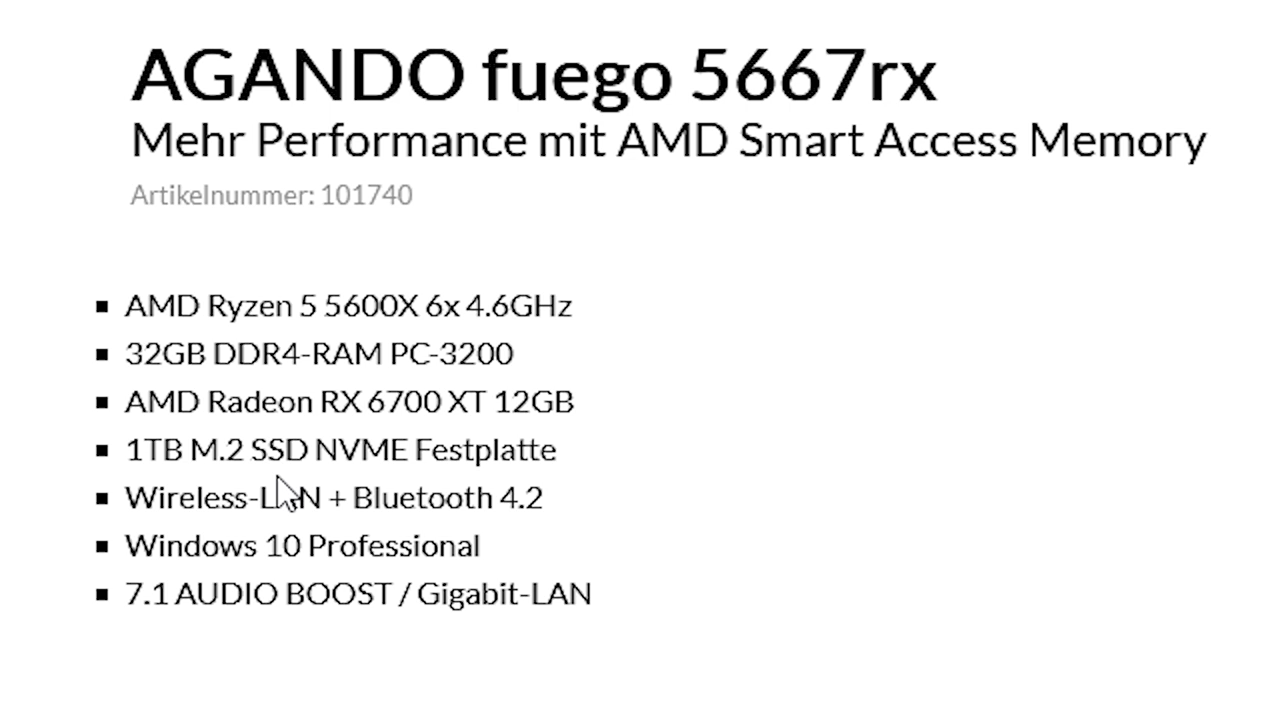 AGANDO fuego 5667rx
Mehr Performance mit AMD Smart Access Memory
Artikelnummer: 101740
AMD Ryzen 5 5600X 6x 4.6GHz
32GB DDR4-RAM PC-3200
AMD Radeon RX 6700 XT 12GB
1TB M.2 SSD NVME Festplatte
Wireless-LAN + Bluetooth 4.2
Windows 10 Professional
7.1 AUDIO BOOST / Gigabit-LAN